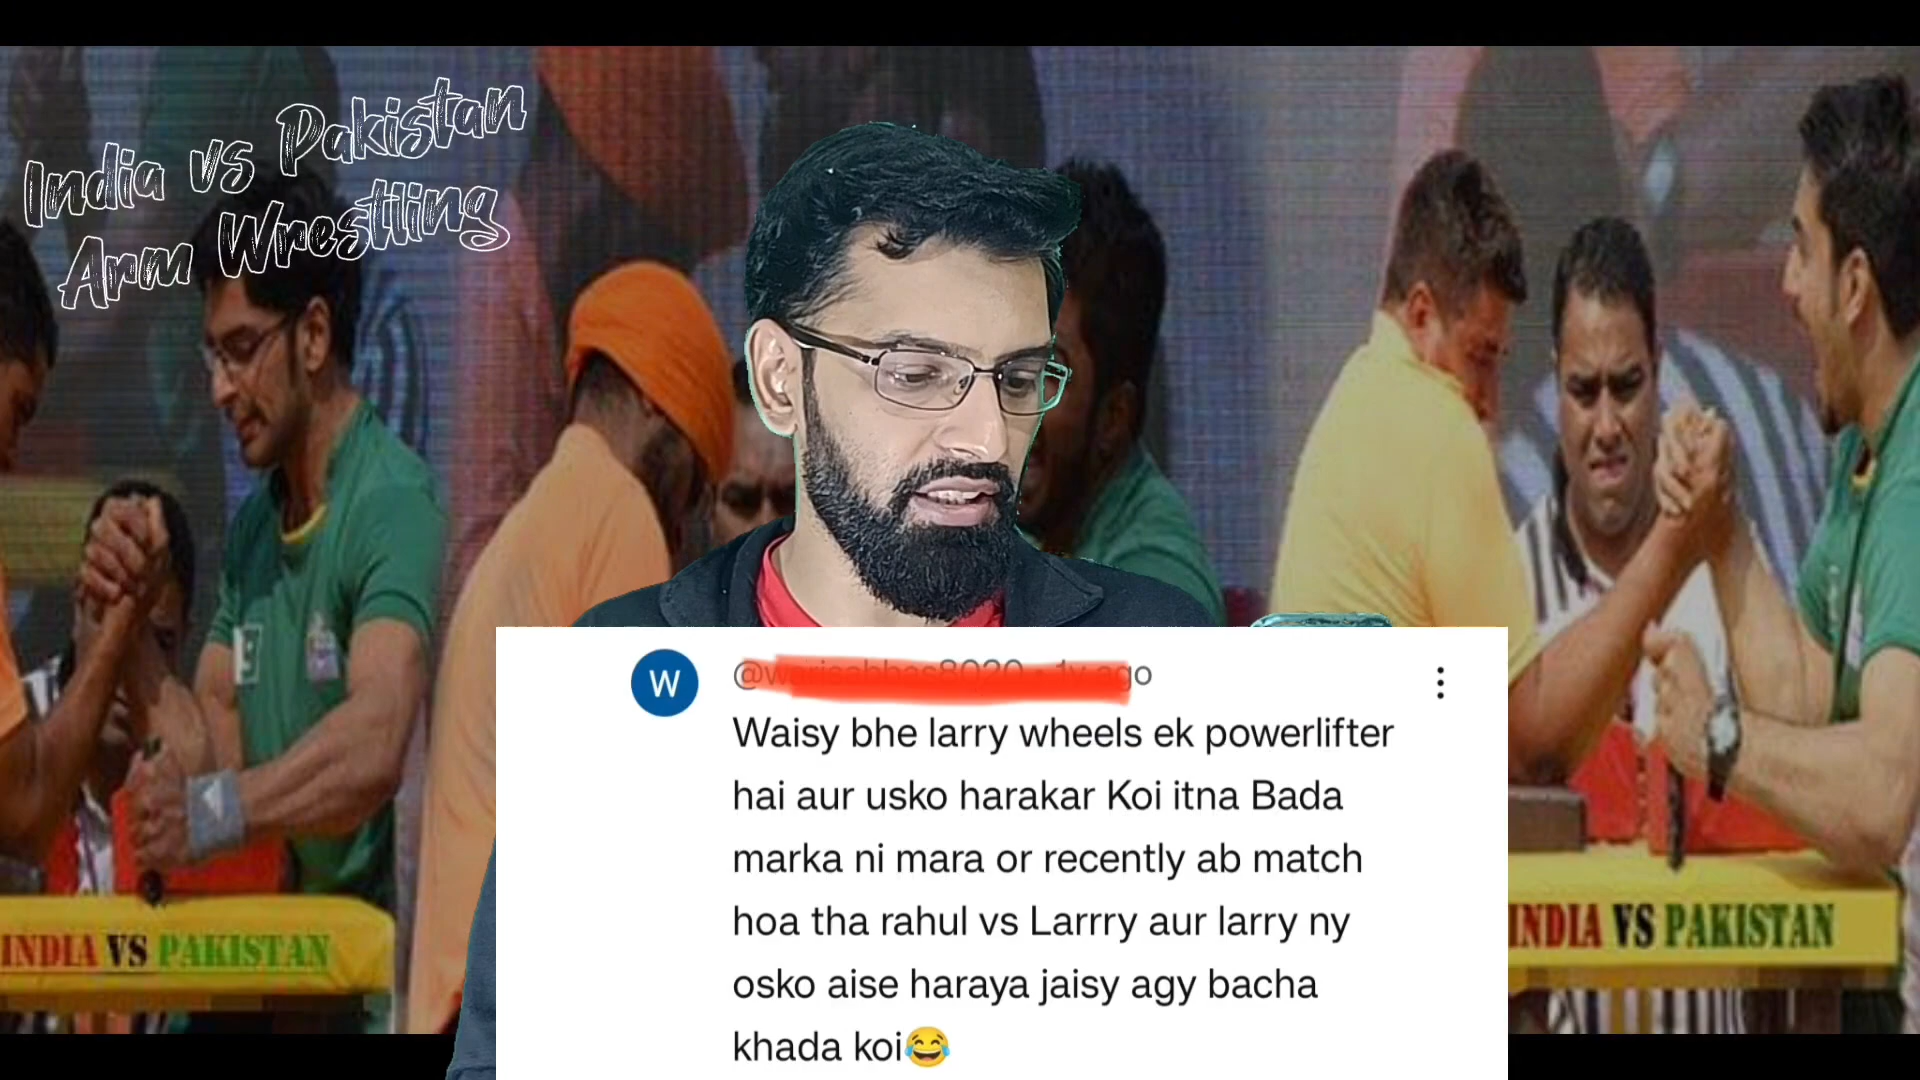 India vs Pakistan
Arm Wrestling
INDIA VS PAKISTAN
INDIA VS PAKISTAN
W
go
Waisy bhe larry wheels ek powerlifter
hai aur usko harakar Koi itna Bada
marka ni mara or recently ab match
hoa tha rahul vs Larrry aur larry ny
osko aise haraya jaisy agy bacha
khada koi😂